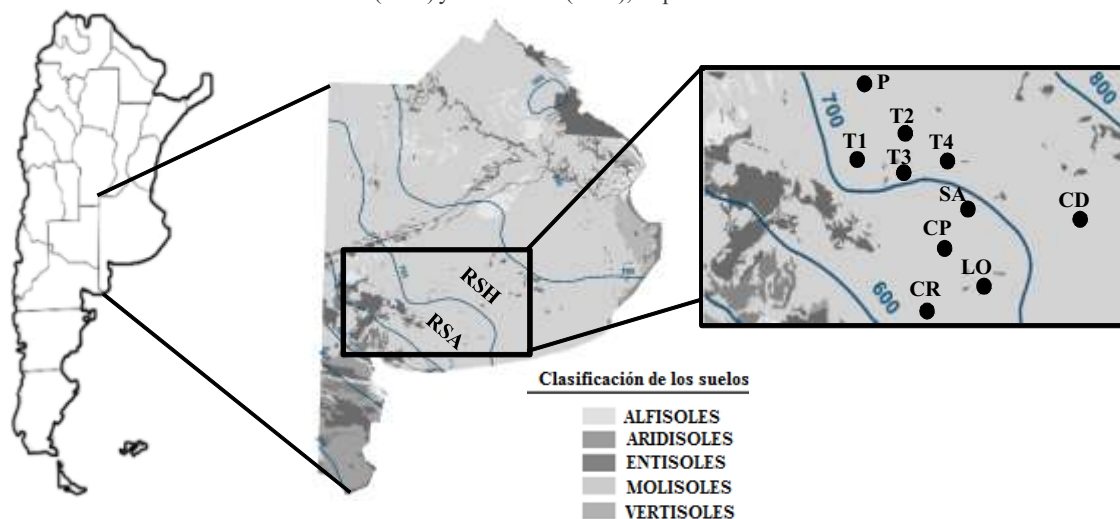 P
700
800
T2
T1
T3
T4
SA
CD
CP
LO
CR
600
700
RSH
RSA
Clasificación de los suelos
ALFISOLES
ARIDISOLES
ENTISOLES
MOLISOLES
VERTISOLES